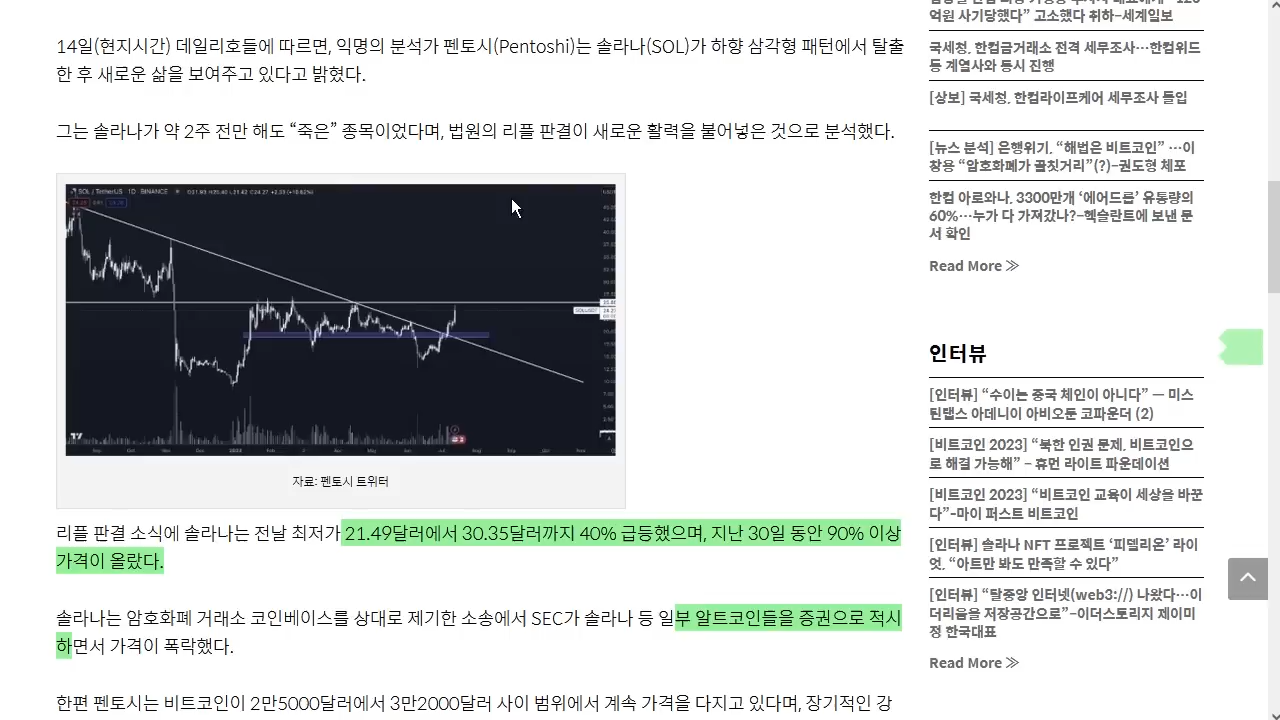 14일(현지시간) 데일리호들에 따르면, 익명의 분석가 펜토시(Pentoshi)는 솔라나(SOL)가 하향 삼각형 패턴에서 탈출
한 후 새로운 삶을 보여주고 있다고 밝혔다.
그는 솔라나가 약 2주 전만 해도 “죽은” 종목이었다며, 법원의 리플 판결이 새로운 활력을 불어넣은 것으로 분석했다.
SOL / TetherUS 1D BINANCE
자료: 펜토시 트위터
리플 판결 소식에 솔라나는 전날 최저가 21.49달러에서 30.35달러까지 40% 급등했으며, 지난 30일 동안 90% 이상
가격이 올랐다.
솔라나는 암호화폐 거래소 코인베이스를 상대로 제기한 소송에서 SEC가 솔라나 등 일부 알트코인들을 증권으로 적시
하면서 가격이 폭락했다.
한편 펜토시는 비트코인이 2만5000달러에서 3만2000달러 사이 범위에서 계속 가격을 다지고 있다며, 장기적인 강
억원 사기당했다” 고소했다 취하-세계일보
국세청, 한컴금거래소 전격 세무조사…한컴위드
등 계열사와 동시 진행
[상보] 국세청, 한컴라이프케어 세무조사 돌입
[뉴스 분석] 은행위기, “해법은 비트코인” …이
창용 “암호화폐가 골칫거리”(?)-권도형 체포
한컴 아로와나, 3300만개 ‘에어드롭’ 유통량의
60%…누가 다 가져갔나?-헥슬란트에 보낸 문
서 확인
Read More ≫
인터뷰
[인터뷰] “수이는 중국 체인이 아니다” — 미스
틴랩스 아데니이 아비오둔 코파운더 (2)
[비트코인 2023] “북한 인권 문제, 비트코인으
로 해결 가능해” - 휴먼 라이트 파운데이션
[비트코인 2023] “비트코인 교육이 세상을 바꾼
다”-마이 퍼스트 비트코인
[인터뷰] 솔라나 NFT 프로젝트 ‘피델리온’ 라이
엇, “아트만 봐도 만족할 수 있다”
[인터뷰] “탈중앙 인터넷(web3://) 나왔다…이
더리움을 저장공간으로”-이더스토리지 제이미
정 한국대표
Read More ≫